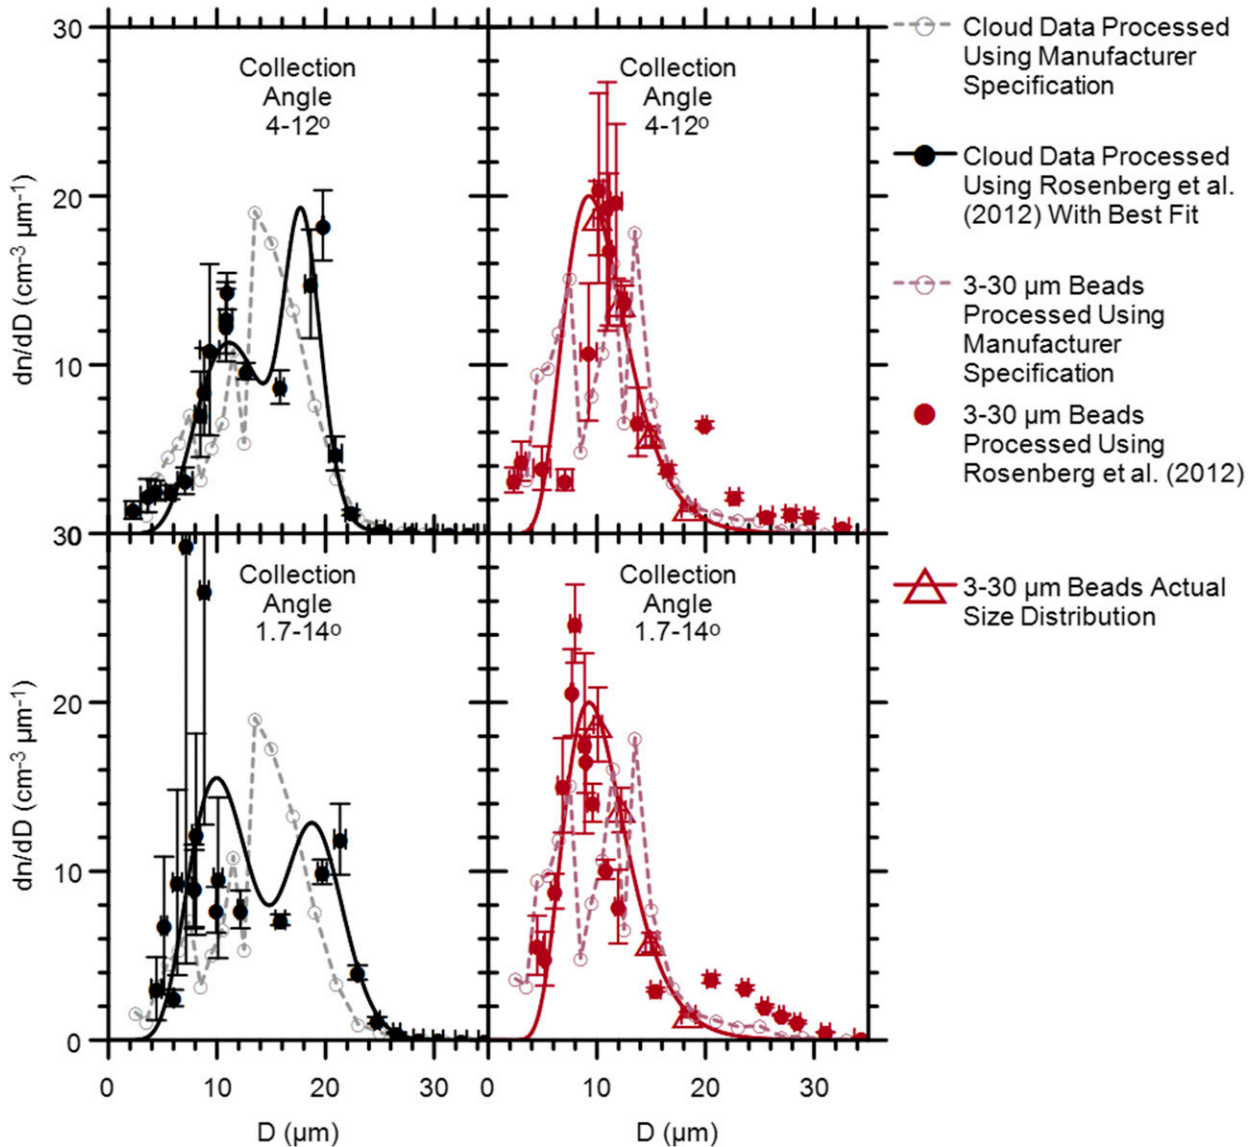 30
20
10
30
20
10
0
dn/dD (cm-3 µm-1)
dn/dD (cm-3 µm-1)
Collection
Angle
4-12o
Collection
Angle
4-12o
Collection
Angle
1.7-14o
Collection
Angle
1.7-14o
0 10 20 30
0 10 20 30
D (µm)
D (µm)
Cloud Data Processed
Using Manufacturer
Specification
Cloud Data Processed
Using Rosenberg et al.
(2012) With Best Fit
3-30 µm Beads
Processed Using
Manufacturer
Specification
3-30 µm Beads
Processed Using
Rosenberg et al. (2012)
3-30 µm Beads Actual
Size Distribution